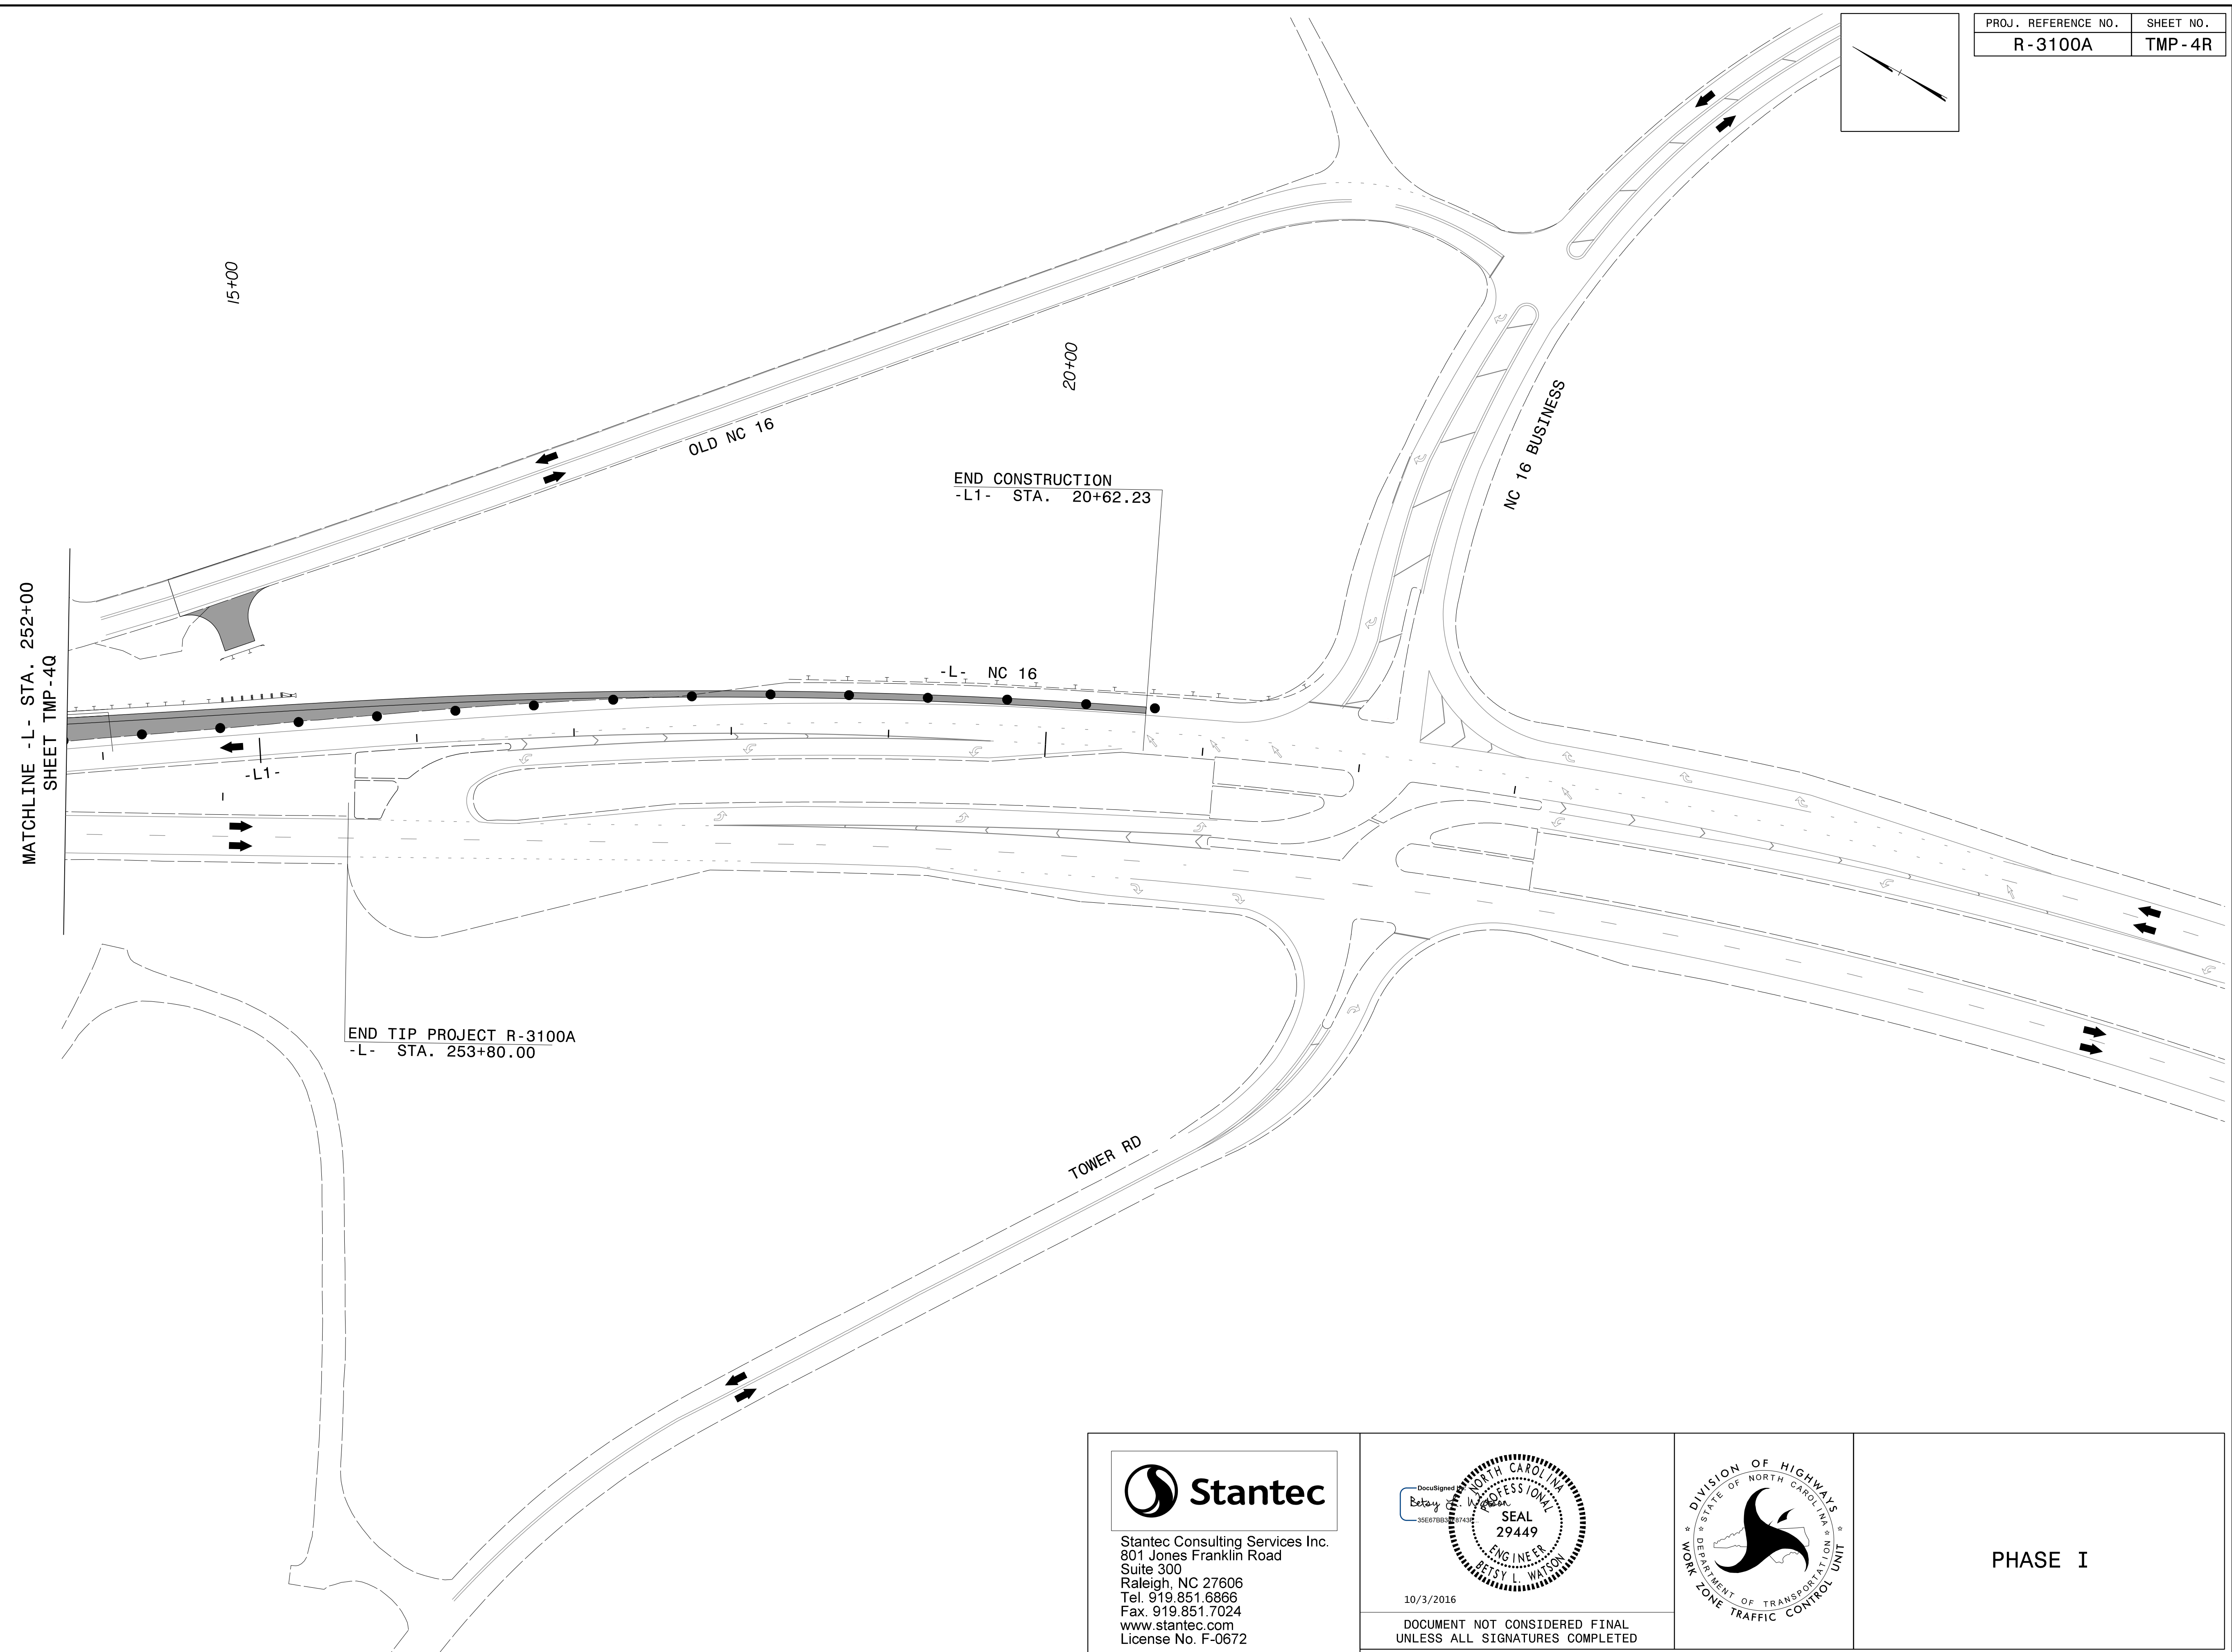 PROJ. REFERENCE NO.
SHEET NO.
R-3100A
TMP-4R
15+00
20+00
OLD NC 16
NC 16 BUSINESS
END CONSTRUCTION
-L1- STA. 20+62.23
MATCHLINE -L- STA. 252+00
SHEET TMP-4Q
-L- NC 16
-L1-
END TIP PROJECT R-3100A
-L- STA. 253+80.00
TOWER RD
Stantec
Stantec Consulting Services Inc.
801 Jones Franklin Road
Suite 300
Raleigh, NC 27606
Tel. 919.851.6866
Fax. 919.851.7024
www.stantec.com
License No. F-0672
DocuSigned
Betsy L. Watson
NORTH CAROLINA
PROFESSIONAL
SEAL
29449
ENGINEER
BETSY L. WATSON
10/3/2016
DOCUMENT NOT CONSIDERED FINAL
UNLESS ALL SIGNATURES COMPLETED
DIVISION OF HIGHWAYS
STATE OF NORTH CAROLINA
DEPARTMENT OF TRANSPORTATION
WORK ZONE TRAFFIC CONTROL UNIT
PHASE I